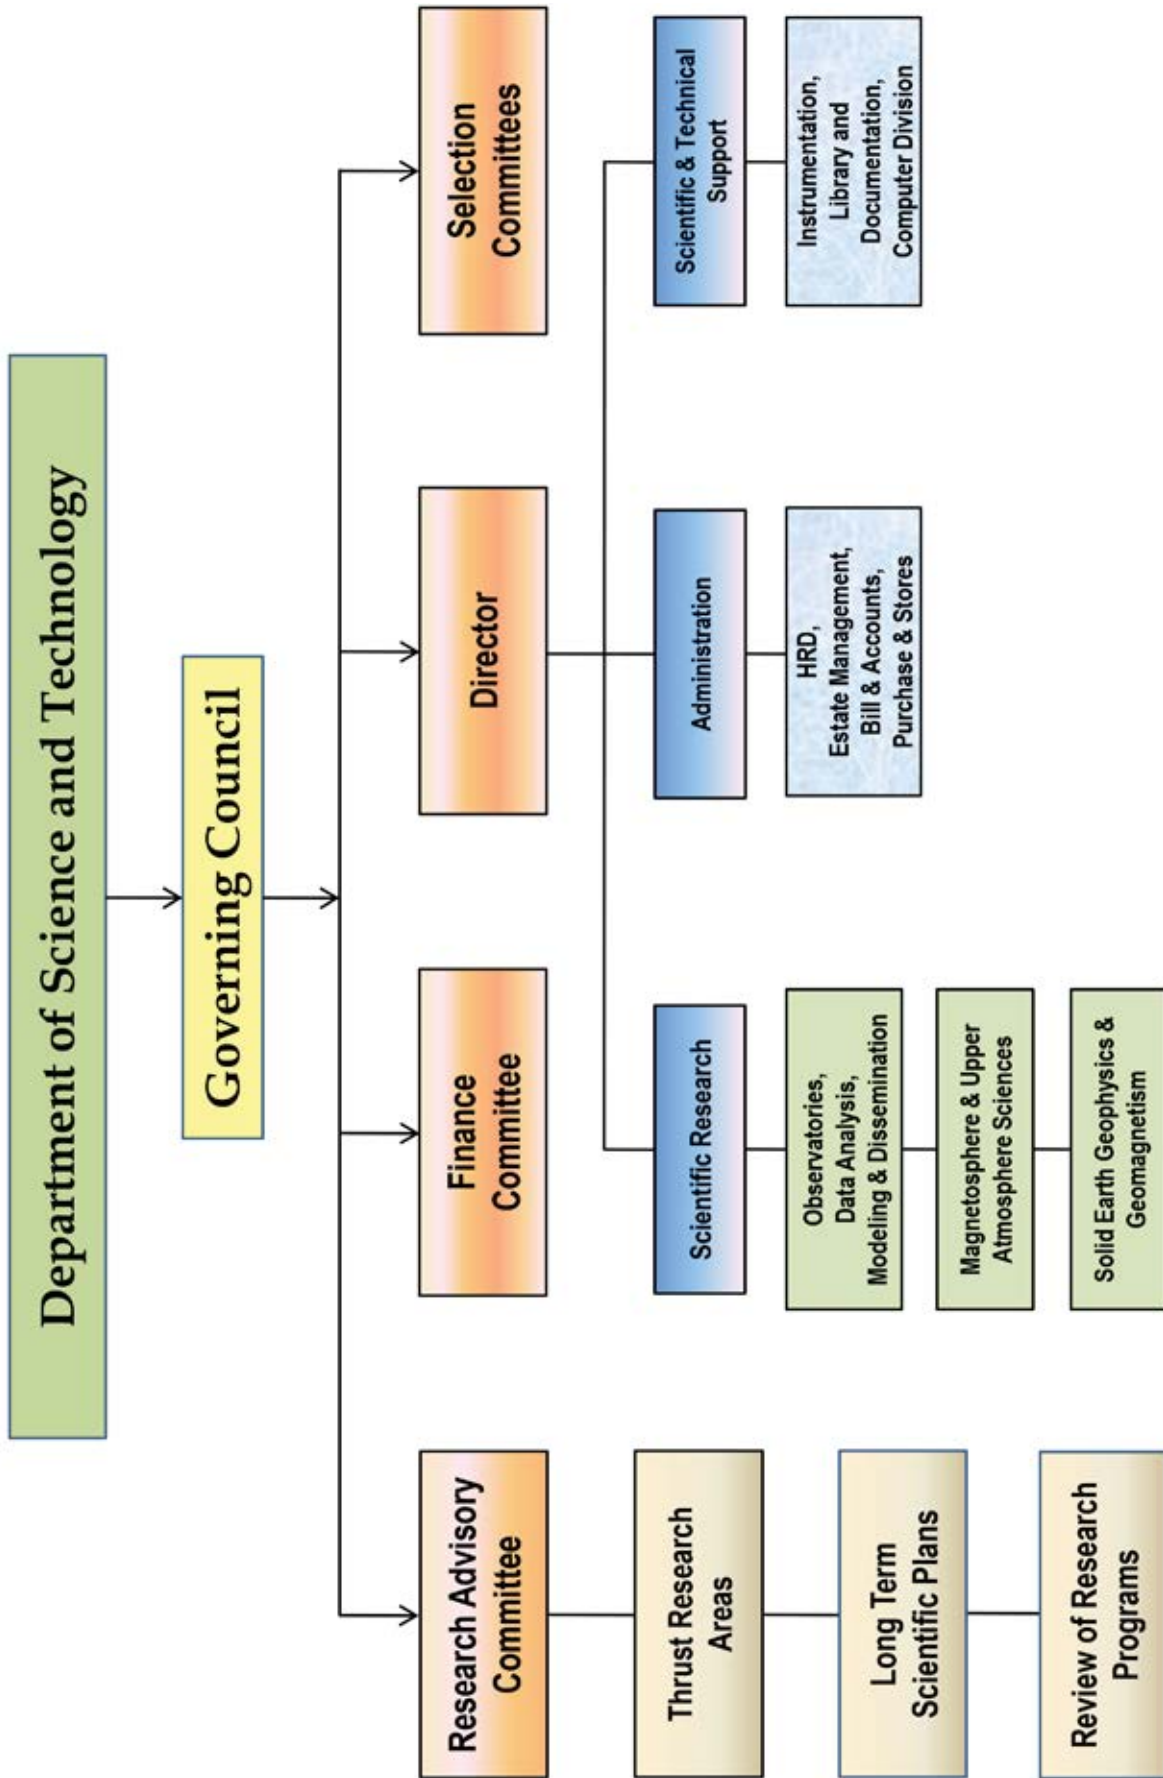 Department of Science and Technology
Governing Council
Research Advisory
Committee
Finance
Committee
Director
Selection
Committees
Thrust Research
Areas
Long Term
Scientific Plans
Review of Research
Programs
Scientific Research
Observatories,
Data Analysis,
Modeling & Dissemination
Magnetosphere & Upper
Atmosphere Sciences
Solid Earth Geophysics &
Geomagnetism
Administration
HRD,
Estate Management,
Bill & Accounts,
Purchase & Stores
Scientific & Technical
Support
Instrumentation,
Library and
Documentation,
Computer Division